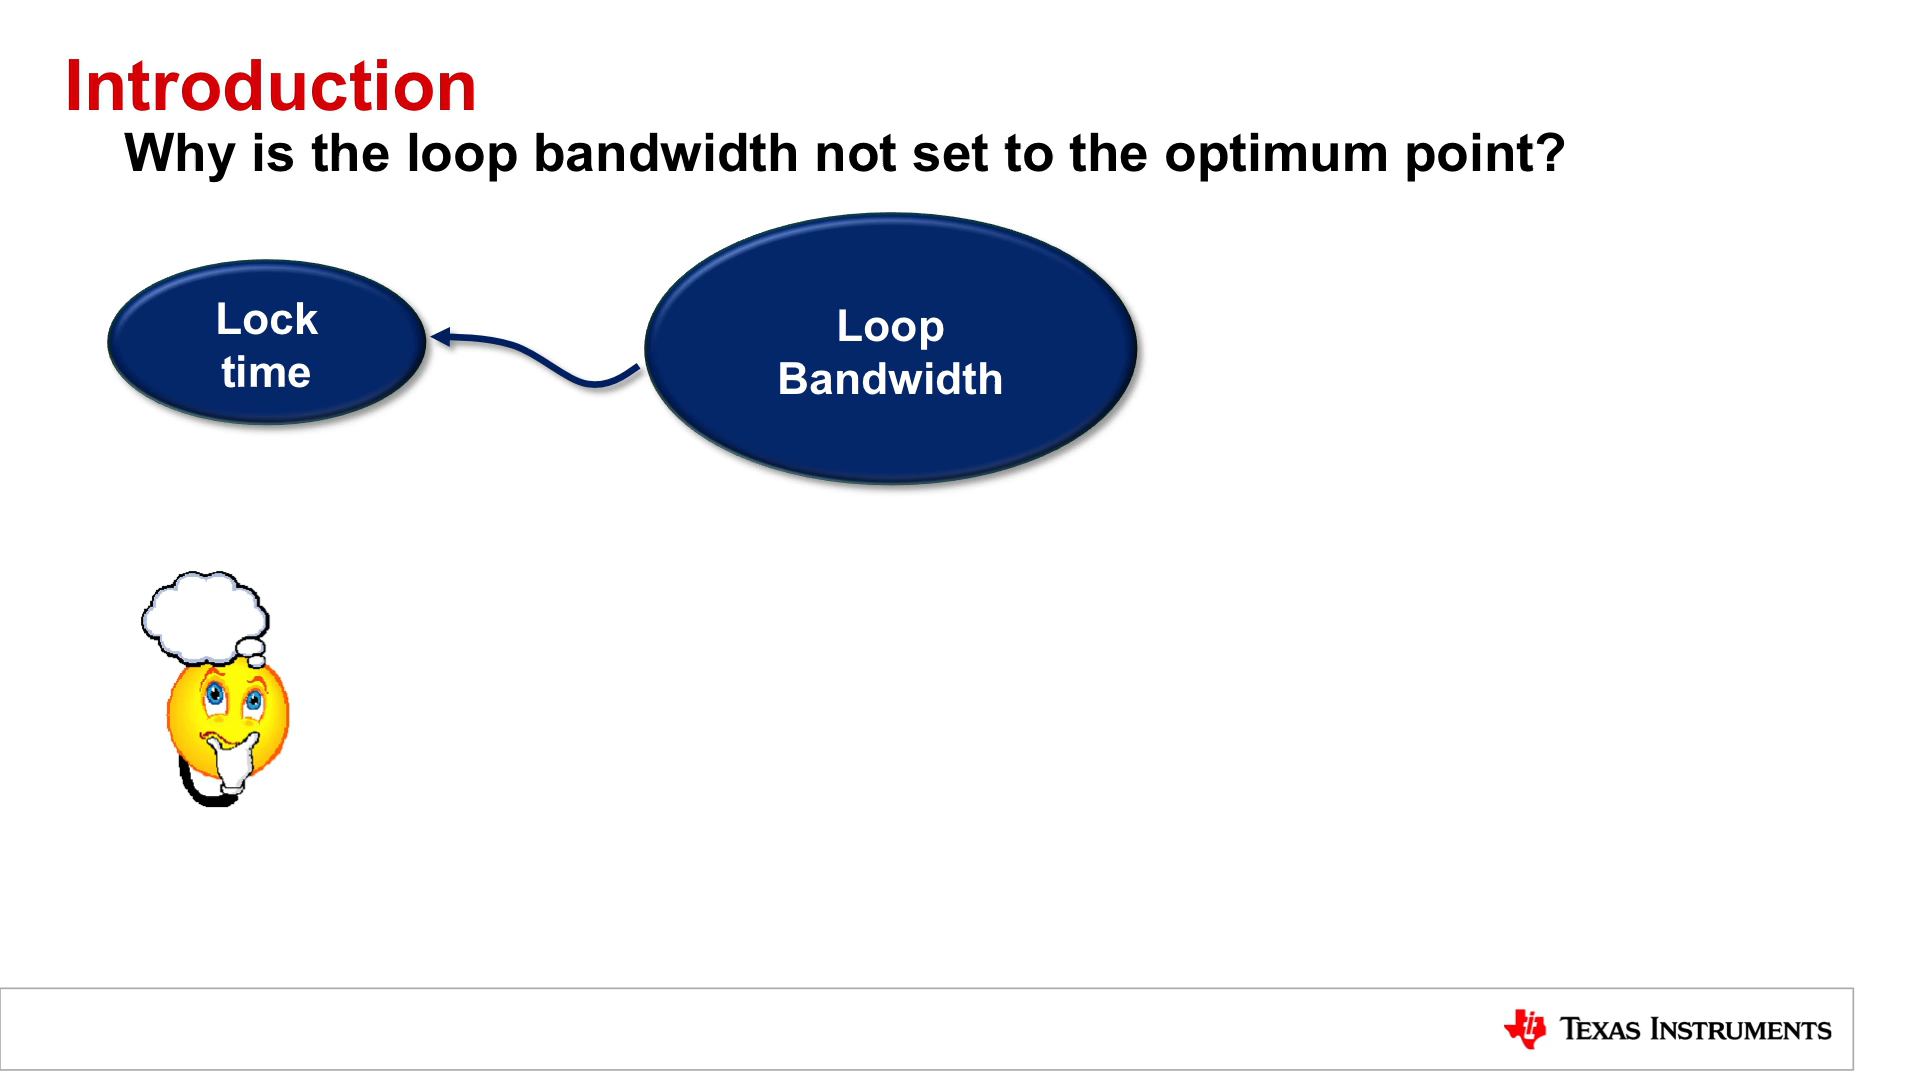 Introduction
Why is the loop bandwidth not set to the optimum point?
Lock
time
Loop
Bandwidth
TEXAS INSTRUMENTS